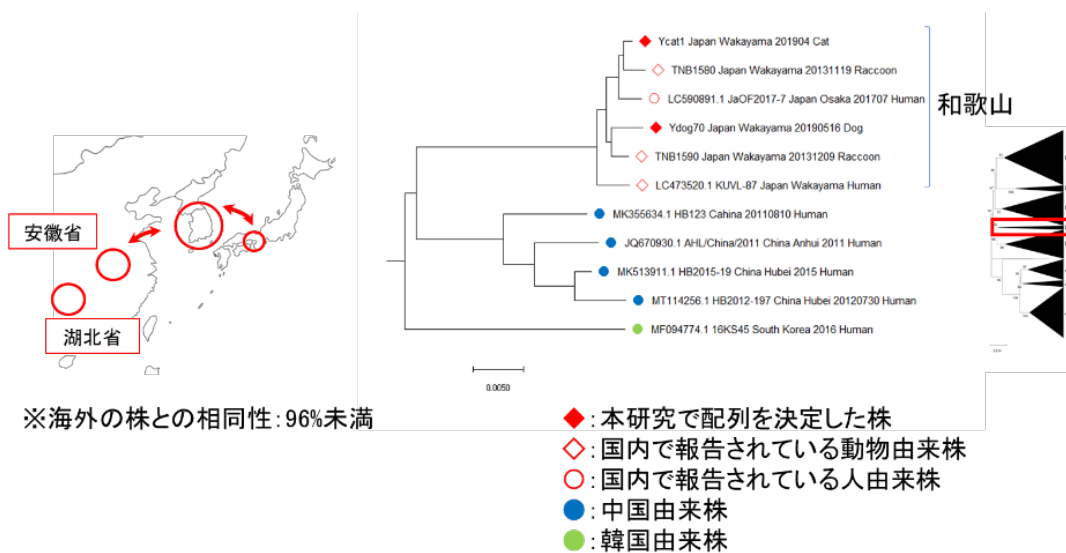 Ycat1 Japan Wakayama 201904 Cat
TNB1580 Japan Wakayama 20131119 Raccoon
LC590891.1 JaOF2017-7 Japan Osaka 201707 Human
Ydog70 Japan Wakayama 20190516 Dog
TNB1590 Japan Wakayama 20131209 Raccoon
LC473520.1 KUVL-87 Japan Wakayama Human
和歌山
MK355634.1 HB123 Cahina 20110810 Human
JQ670930.1 AHL/China/2011 China Anhui 2011 Human
MK513911.1 HB2015-19 China Hubei 2015 Human
MT114256.1 HB2012-197 China Hubei 20120730 Human
MF094774.1 16KS45 South Korea 2016 Human
0.0050
安徽省
湖北省
※海外の株との相同性:96%未満
:本研究で配列を決定した株
:国内で報告されている動物由来株
:国内で報告されている人由来株
:中国由来株
:韓国由来株